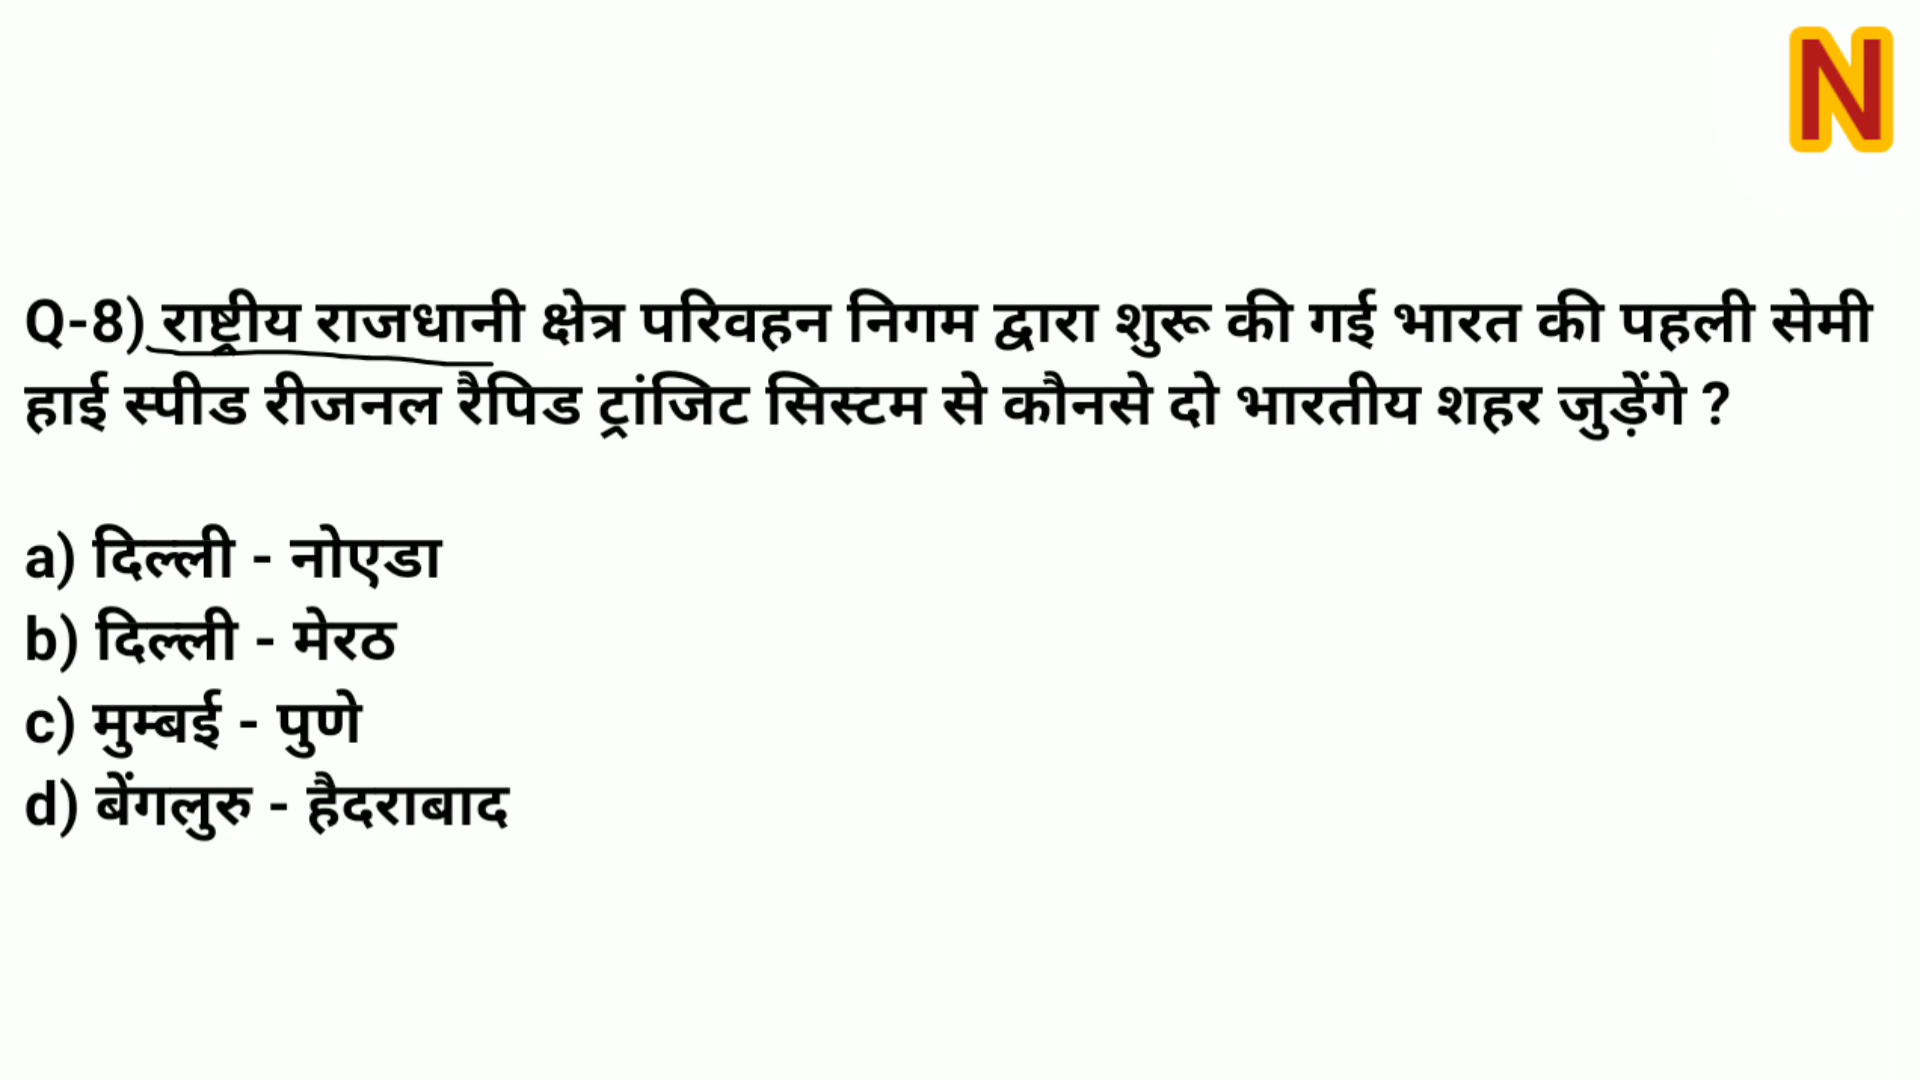 N
Q-8) राष्ट्रीय राजधानी क्षेत्र परिवहन निगम द्वारा शुरू की गई भारत की पहली सेमी
हाई स्पीड रीजनल रैपिड ट्रांजिट सिस्टम से कौनसे दो भारतीय शहर जुड़ेंगे ?
a) दिल्ली - नोएडा
b) दिल्ली - मेरठ
c) मुम्बई - पुणे
d) बेंगलुरु - हैदराबाद